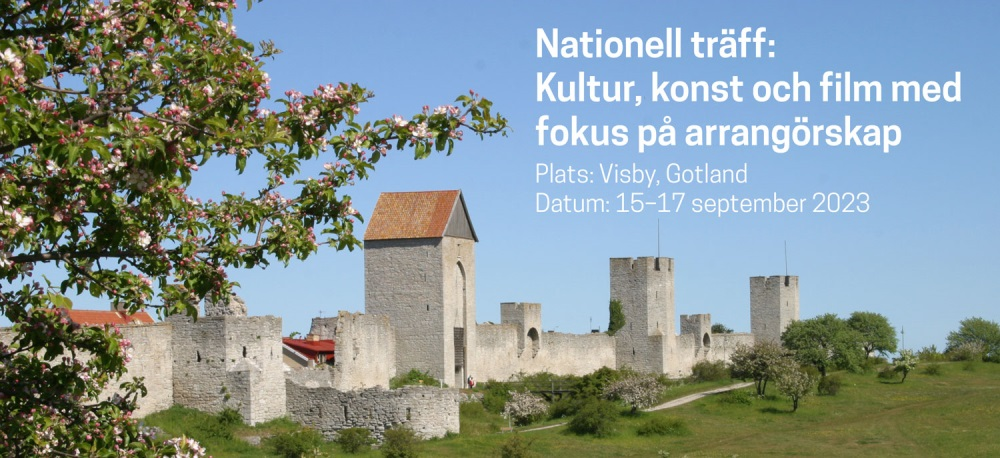 Nationell träff:
Kultur, konst och film med
fokus på arrangörskap
Plats: Visby, Gotland
Datum: 15–17 september 2023